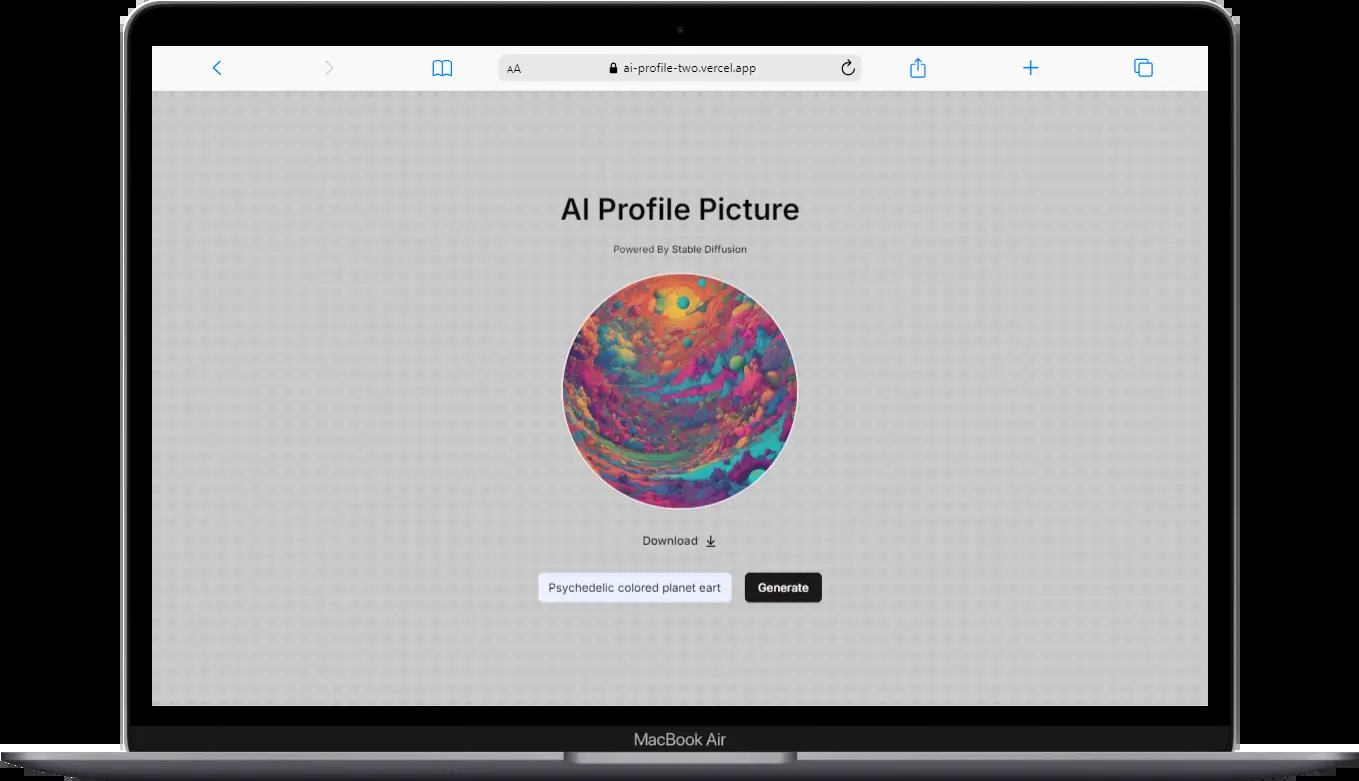 AA ai-profile-two.vercel.app
AI Profile Picture
Powered By Stable Diffusion
Download
Psychedelic colored planet eart
Generate
MacBook Air